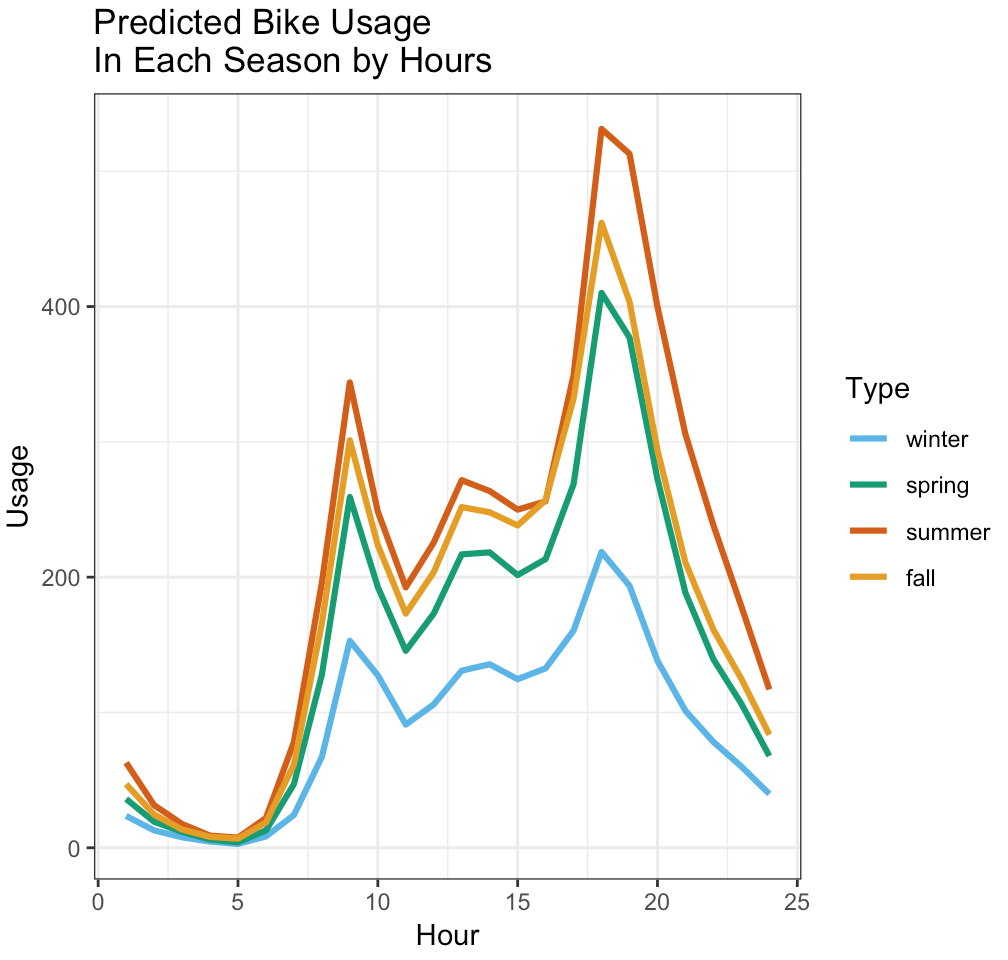 Predicted Bike Usage
In Each Season by Hours
Usage
400
200
0
0 5 10 15 20 25
Hour
Type
winter
spring
summer
fall